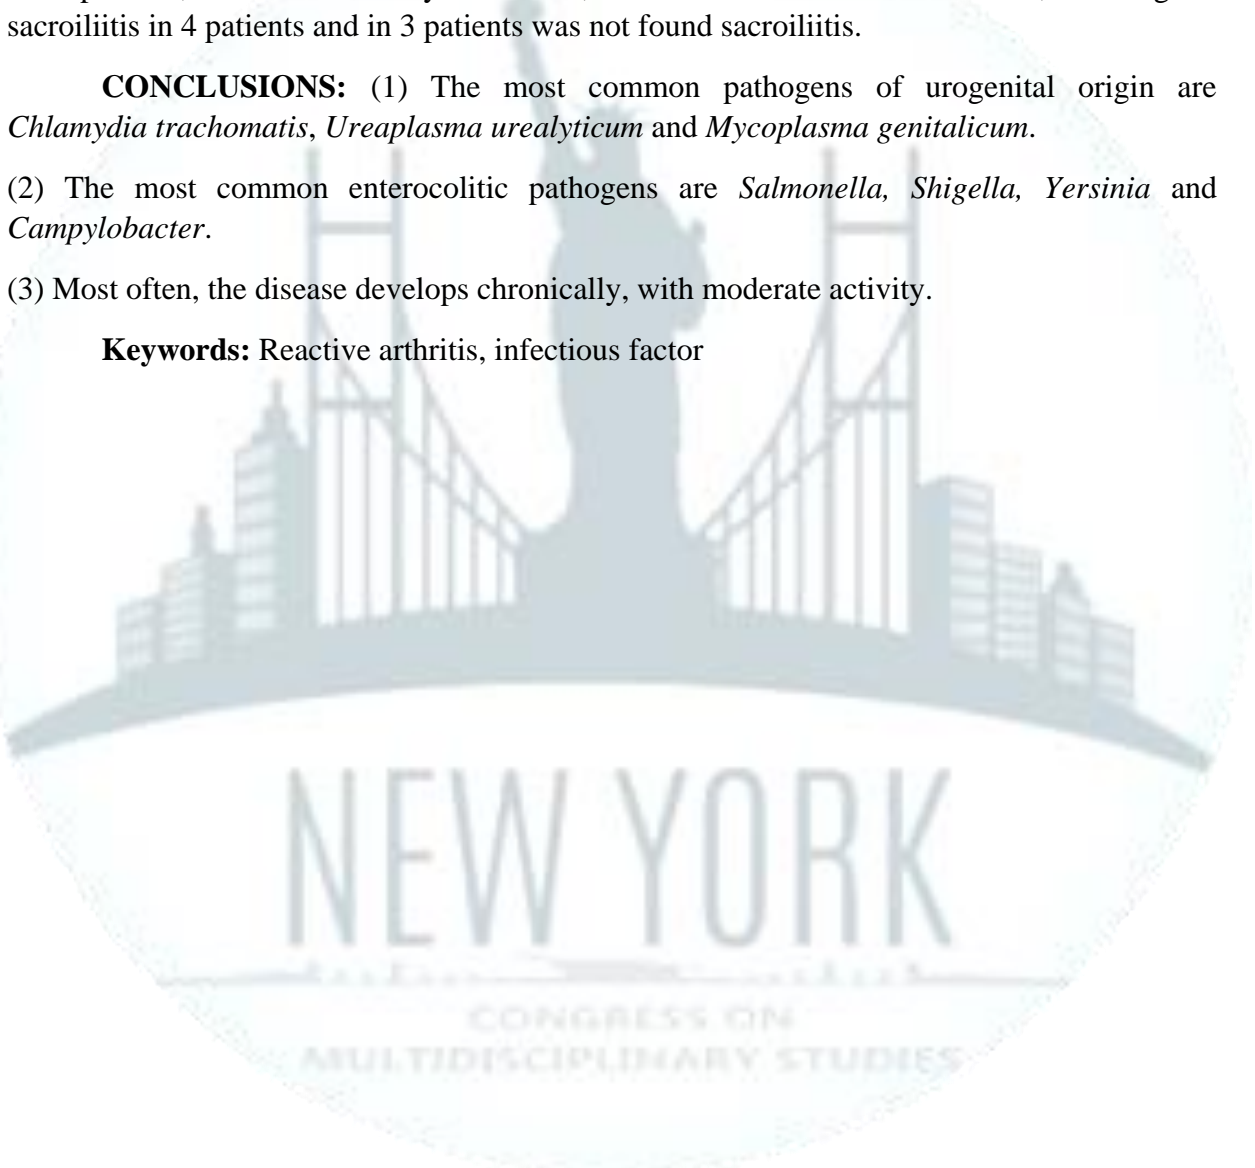 sacroiliitis in 4 patients and in 3 patients was not found sacroiliitis.
CONCLUSIONS: (1) The most common pathogens of urogenital origin are
Chlamydia trachomatis, Ureaplasma urealyticum and Mycoplasma genitalicum.
(2) The most common enterocolitic pathogens are Salmonella, Shigella, Yersinia and
Campylobacter.
(3) Most often, the disease develops chronically, with moderate activity.
Keywords: Reactive arthritis, infectious factor
NEW YORK
CONGRESS ON
MULTIDISCIPLINARY STUDIES